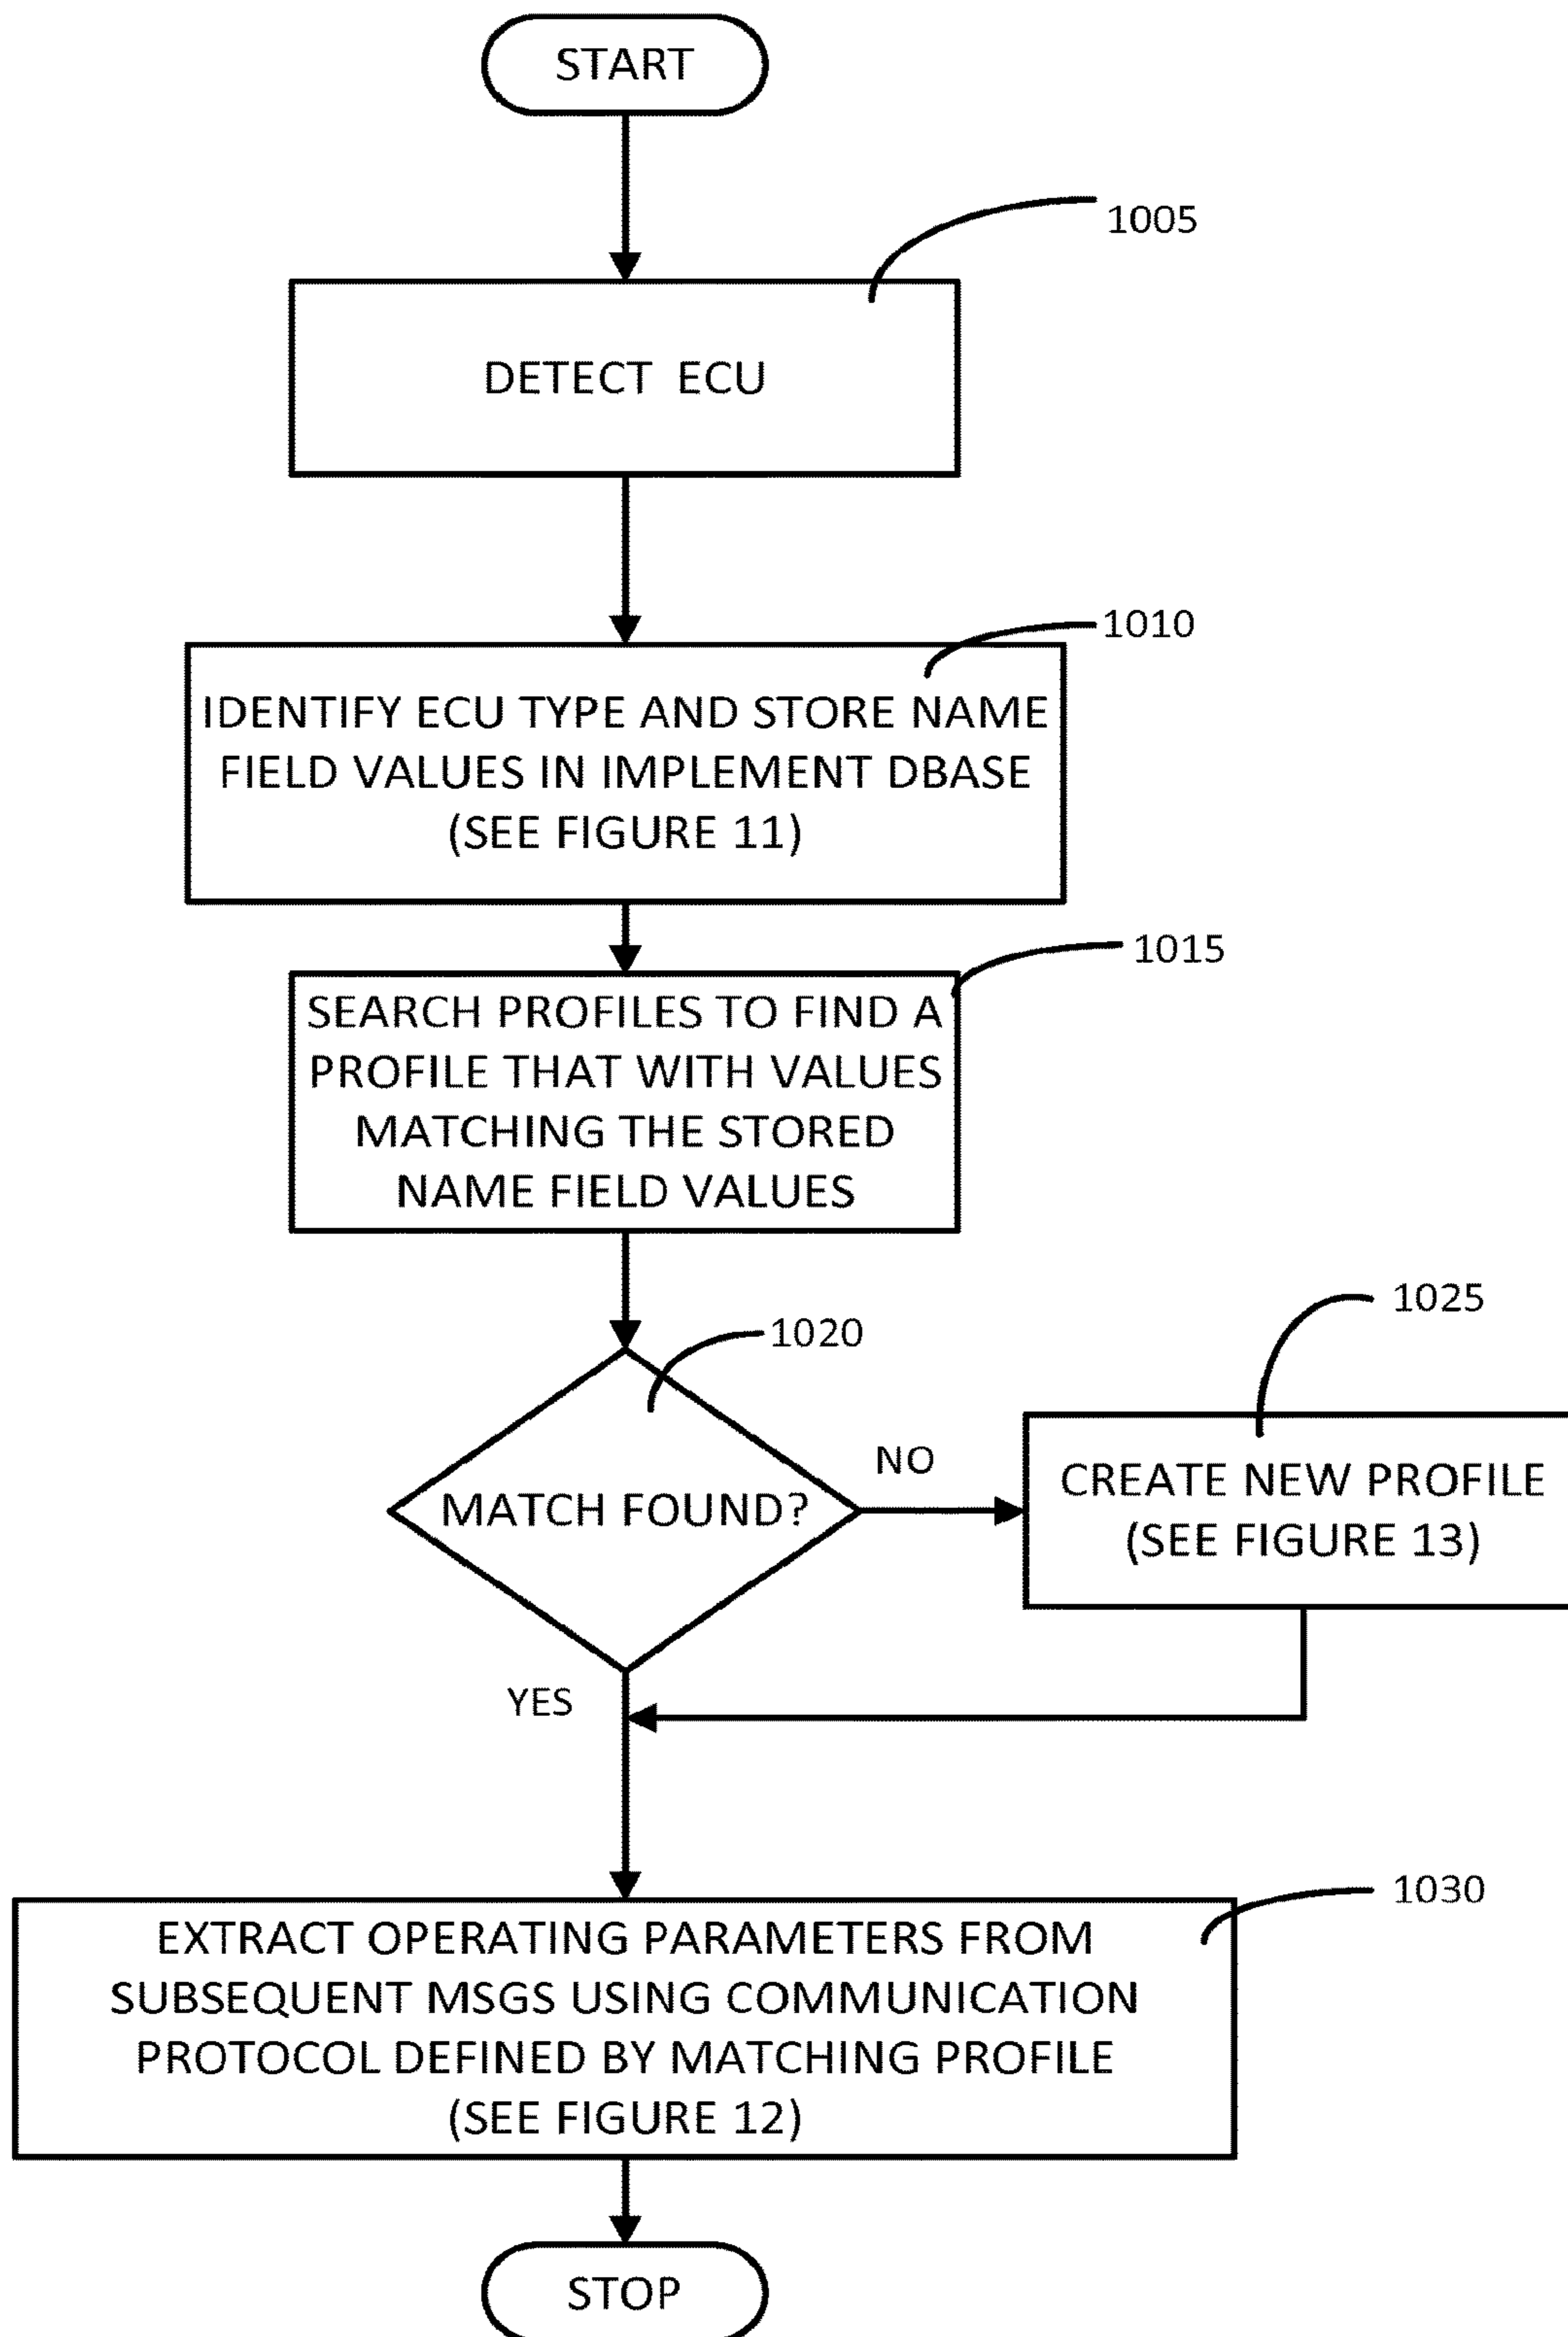 START
1005
DETECT ECU
1010
IDENTIFY ECU TYPE AND STORE NAME
FIELD VALUES IN IMPLEMENT DBASE
(SEE FIGURE 11)
1015
SEARCH PROFILES TO FIND A
PROFILE THAT WITH VALUES
MATCHING THE STORED
NAME FIELD VALUES
1020
MATCH FOUND?
NO
1025
CREATE NEW PROFILE
(SEE FIGURE 13)
YES
1030
EXTRACT OPERATING PARAMETERS FROM
SUBSEQUENT MSGS USING COMMUNICATION
PROTOCOL DEFINED BY MATCHING PROFILE
(SEE FIGURE 12)
STOP